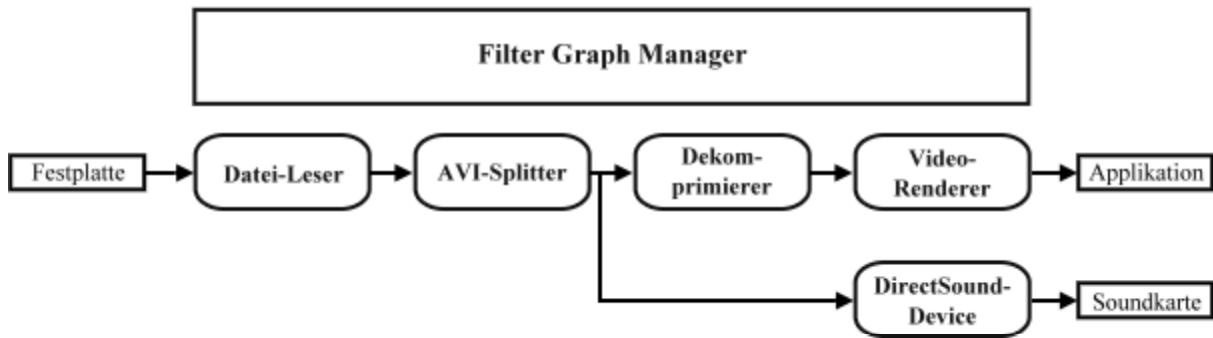 Filter Graph Manager
Festplatte
Datei-Leser
AVI-Splitter
Dekom-
primierer
Video-
Renderer
Applikation
DirectSound-
Device
Soundkarte